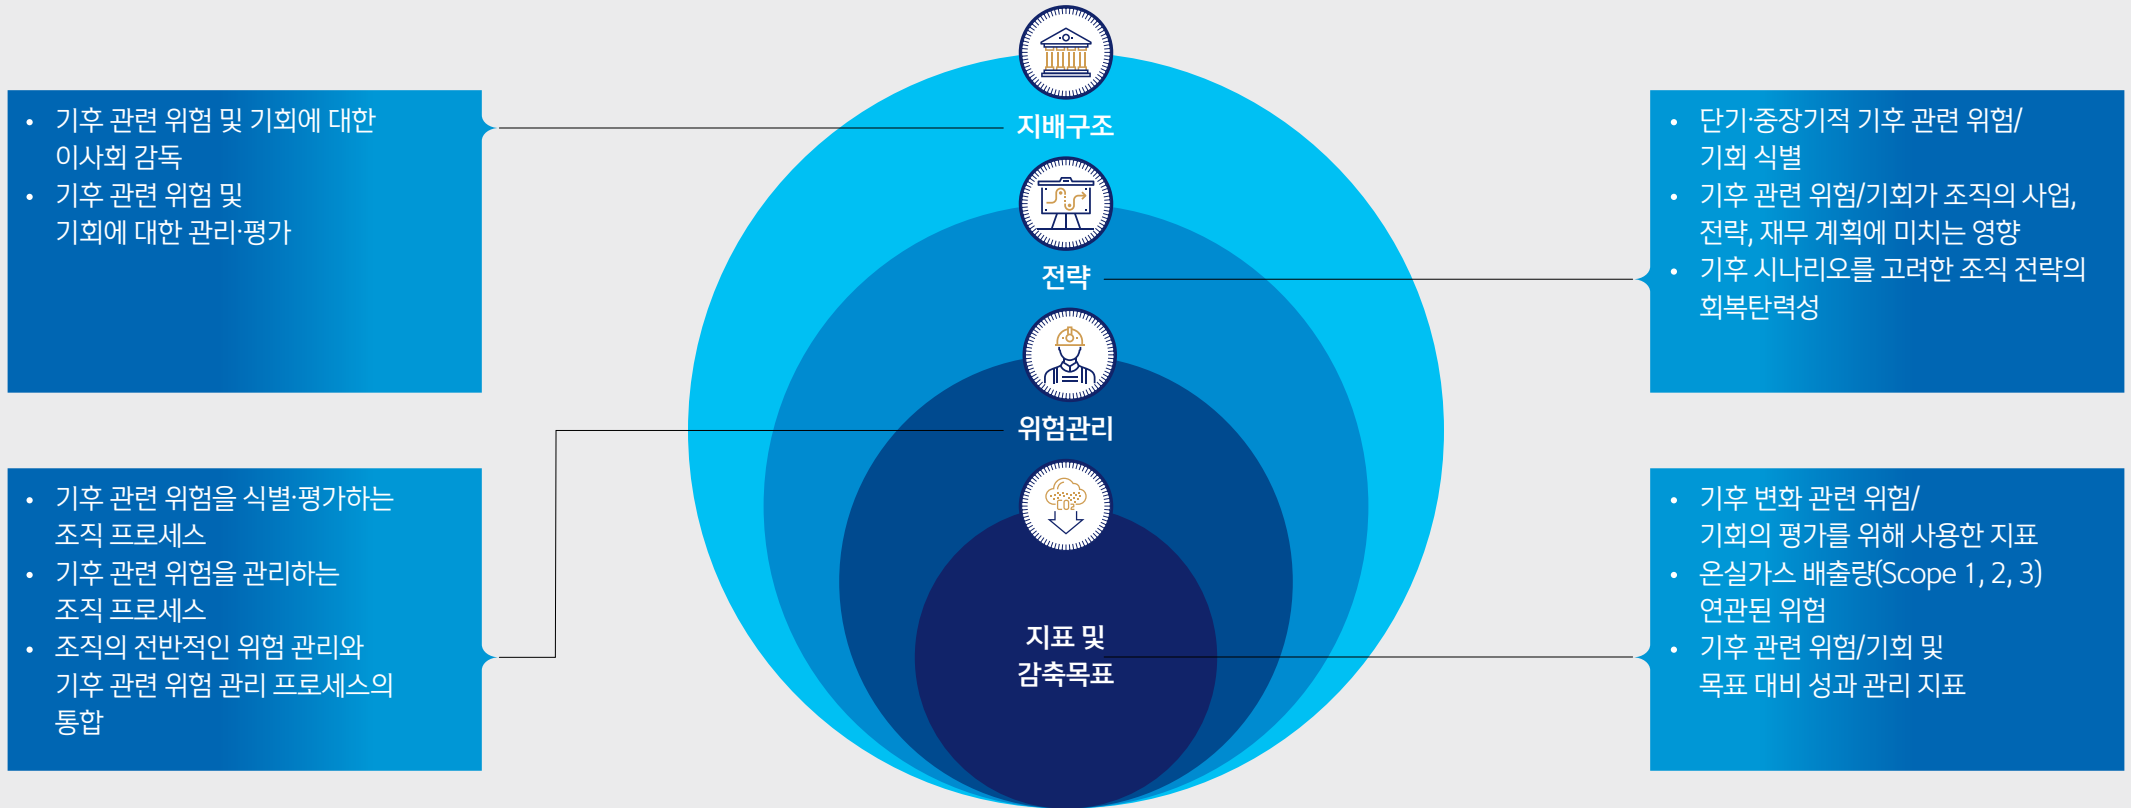 • 기후 관련 위험 및 기회에 대한
이사회 감독
• 기후 관련 위험 및
기회에 대한 관리·평가
지배구조
전략
위험관리
CO₂
지표 및
감축목표
• 단기·중장기적 기후 관련 위험/
기회 식별
• 기후 관련 위험/기회가 조직의 사업,
전략, 재무 계획에 미치는 영향
• 기후 시나리오를 고려한 조직 전략의
회복탄력성
• 기후 관련 위험을 식별·평가하는
조직 프로세스
• 기후 관련 위험을 관리하는
조직 프로세스
• 조직의 전반적인 위험 관리와
기후 관련 위험 관리 프로세스의
통합
• 기후 변화 관련 위험/
기회의 평가를 위해 사용한 지표
• 온실가스 배출량(Scope 1, 2, 3)
연관된 위험
• 기후 관련 위험/기회 및
목표 대비 성과 관리 지표